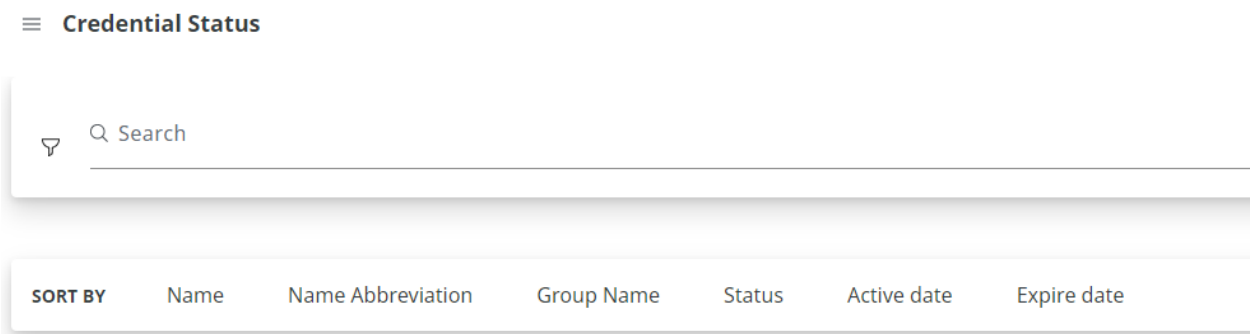 Credential Status
Search
SORT BY Name Name Abbreviation Group Name Status Active date Expire date